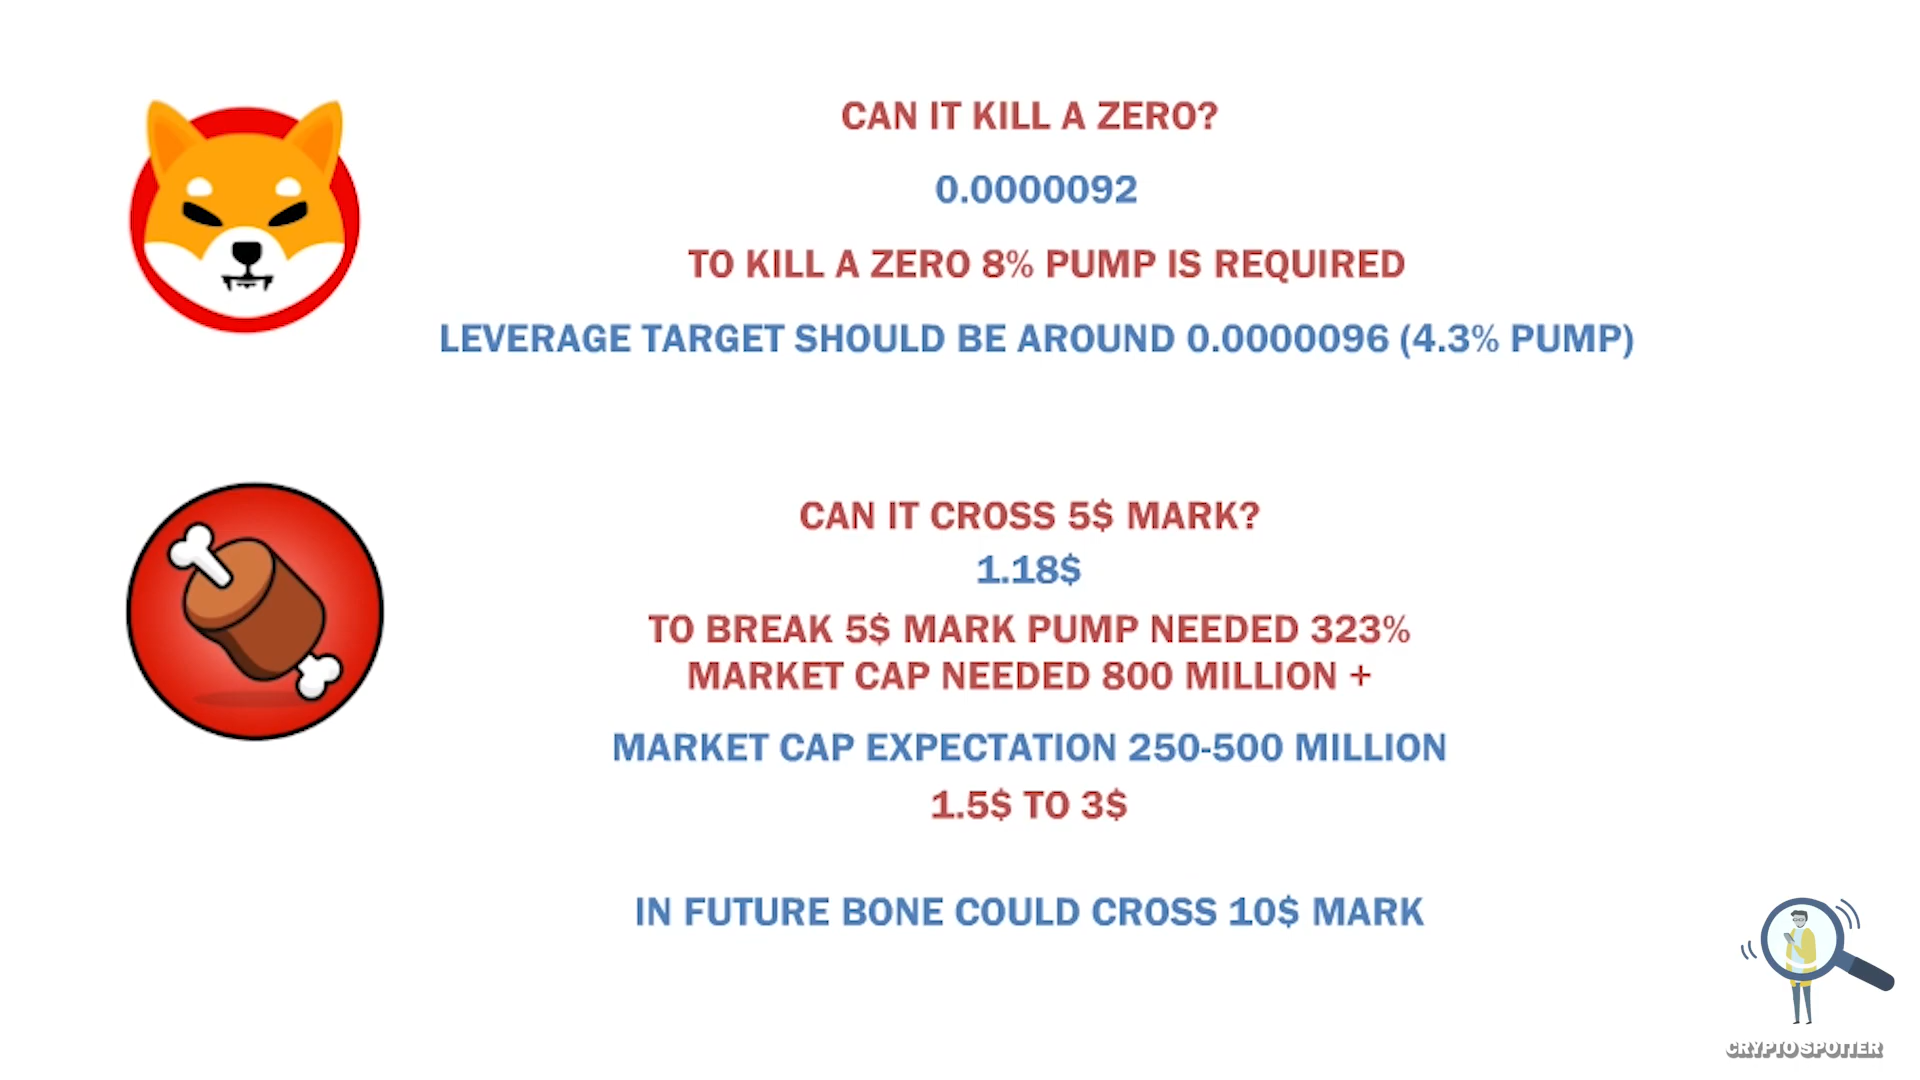 CAN IT KILL A ZERO?
0.0000092
TO KILL A ZERO 8% PUMP IS REQUIRED
LEVERAGE TARGET SHOULD BE AROUND 0.0000096 (4.3% PUMP)
CAN IT CROSS 5$ MARK?
1.18$
TO BREAK 5$ MARK PUMP NEEDED 323%
MARKET CAP NEEDED 800 MILLION +
MARKET CAP EXPECTATION 250-500 MILLION
1.5$ TO 3$
IN FUTURE BONE COULD CROSS 10$ MARK
CRYPTO SPOTTER